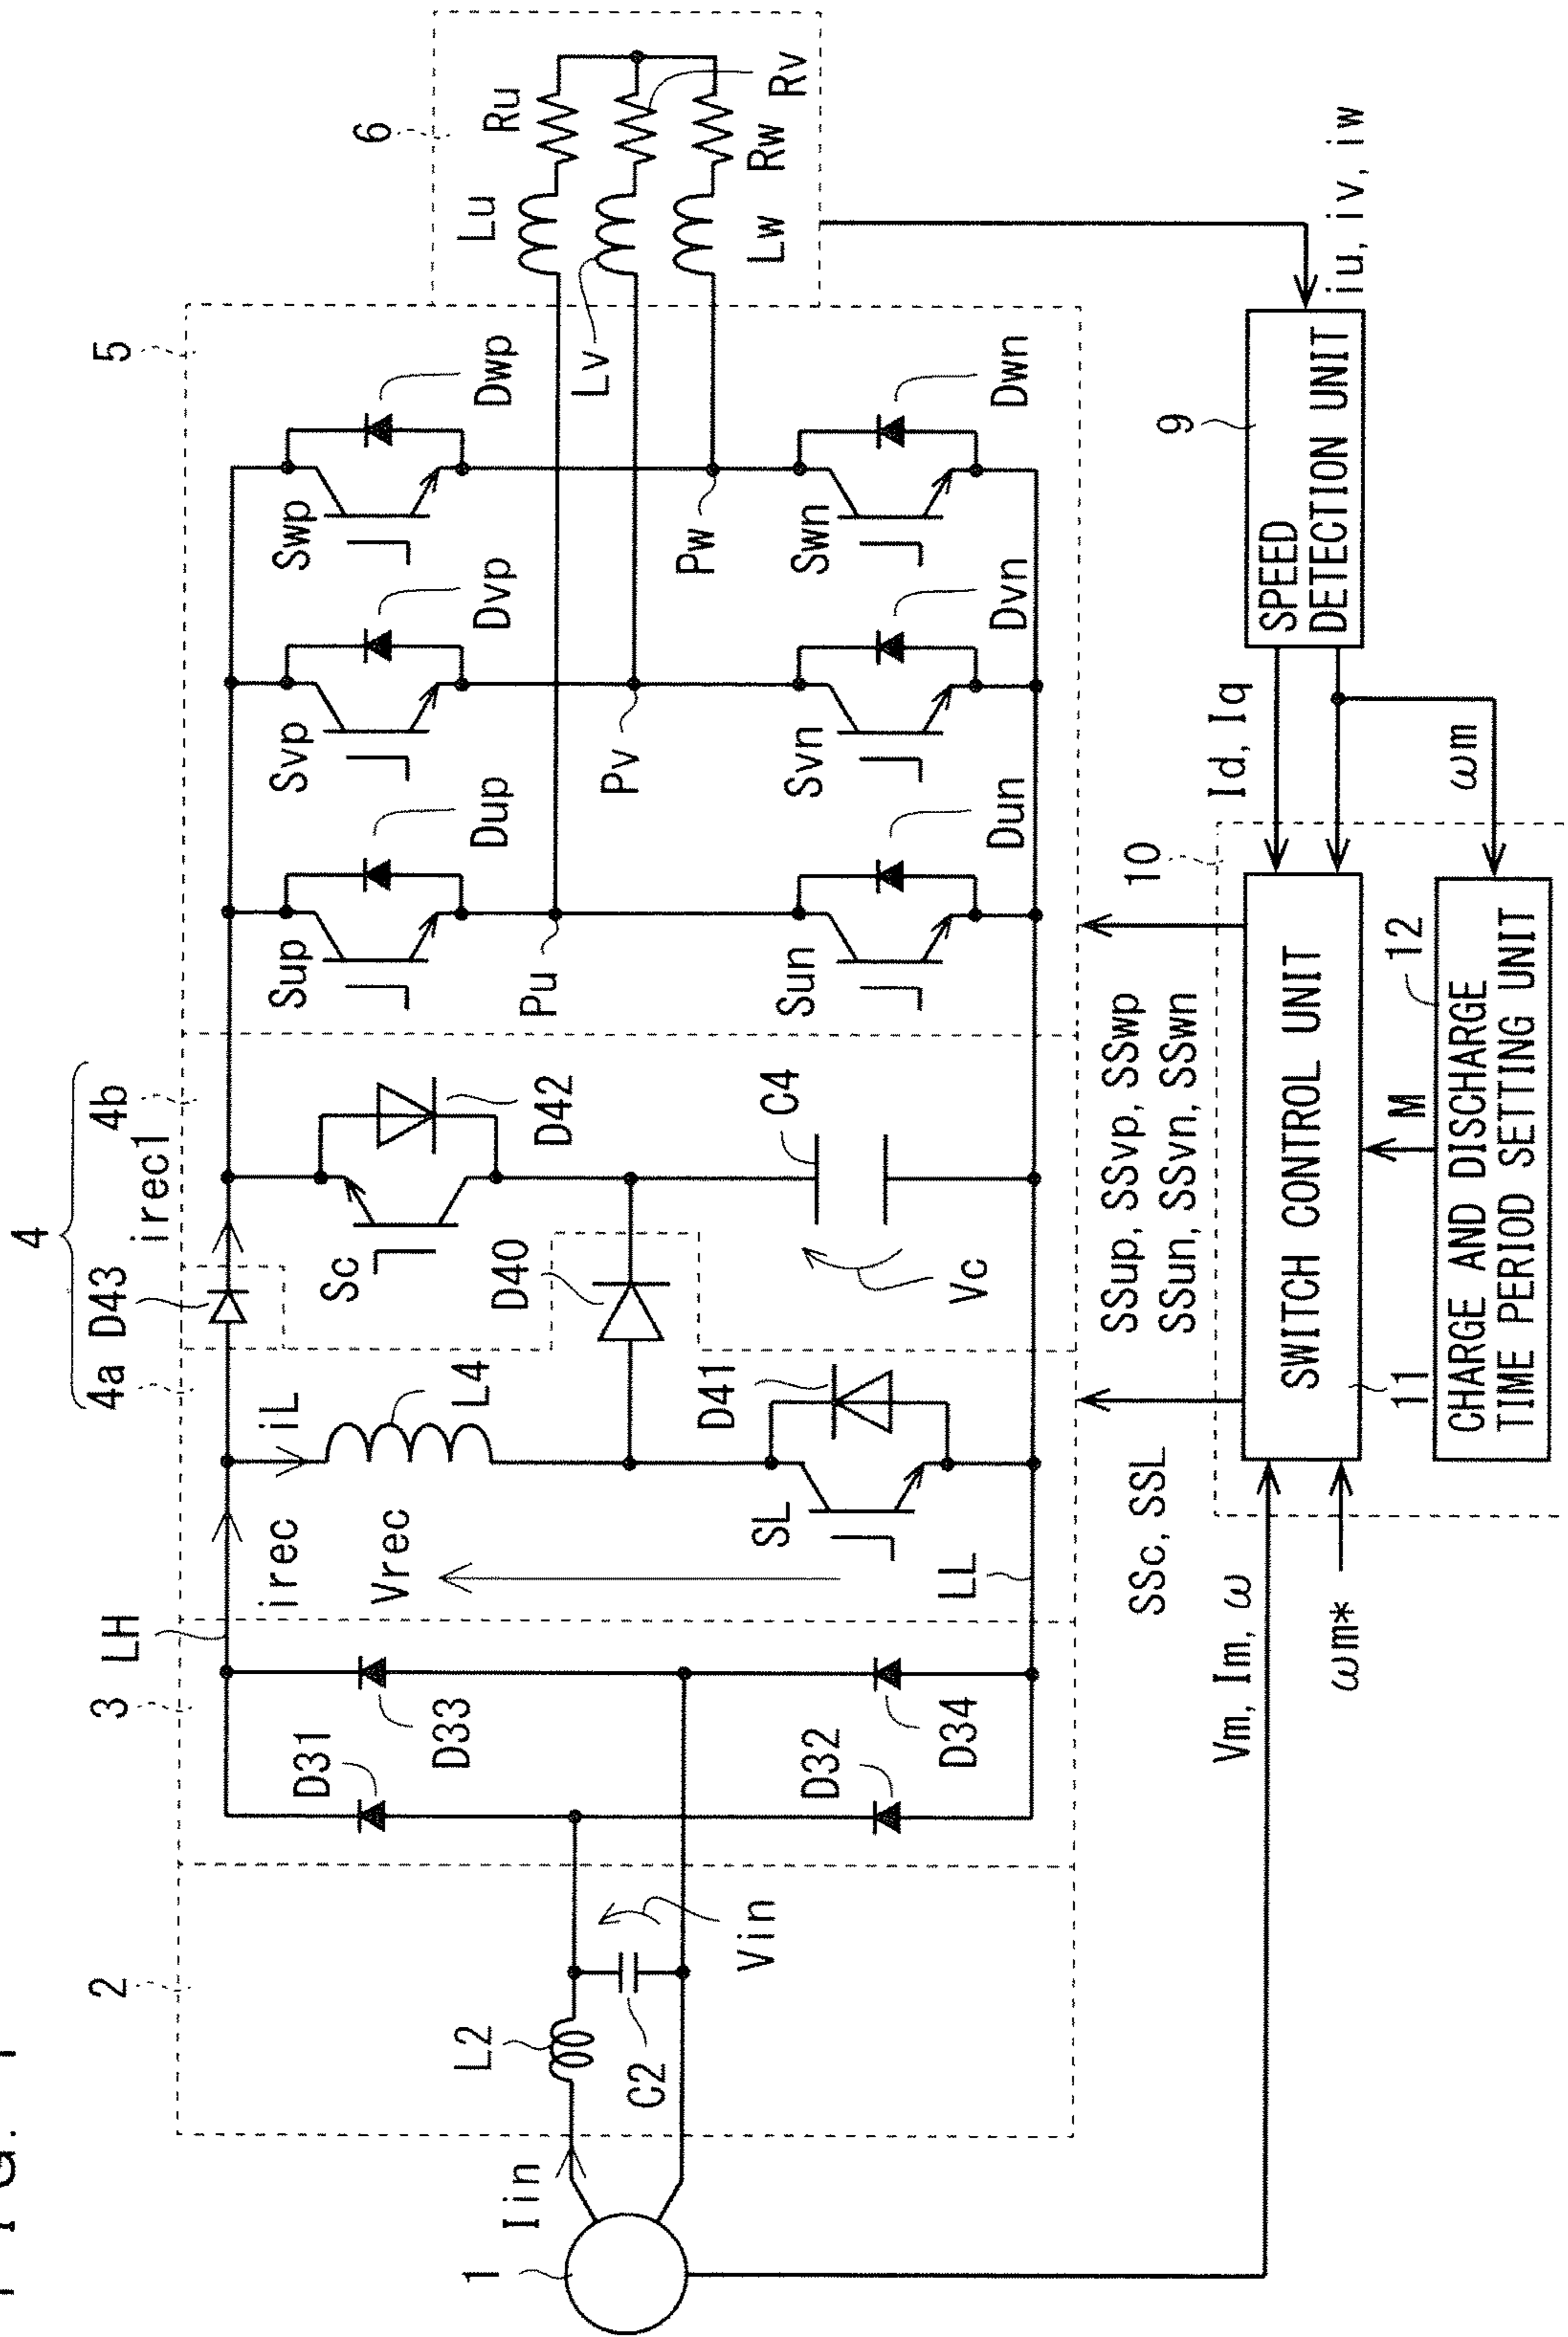 FIG. 1
4
4a
D43
irec1
4b
5
6
2
3
LH
irec
iL
L4
Vrec
D31
D33
D32
D34
LL
SL
D41
D40
Sc
D42
C4
Vc
Sup
Dup
Svp
Dvp
Swp
Dwp
Pu
Pv
Pw
Sun
Dun
Svn
Dvn
Swn
Dwn
Lu
Ru
Lv
Rv
Lw
Rw
1
Iin
L2
C2
Vin
SSc, SSL
SSup, SSvp, SSwp
SSun, SSvn, SSwn
10
Vm, Im, ω
ωm*
SWITCH CONTROL UNIT
11
M
12
CHARGE AND DISCHARGE
TIME PERIOD SETTING UNIT
Id, Iq
ωm
9
SPEED
DETECTION UNIT
iu, iv, iw